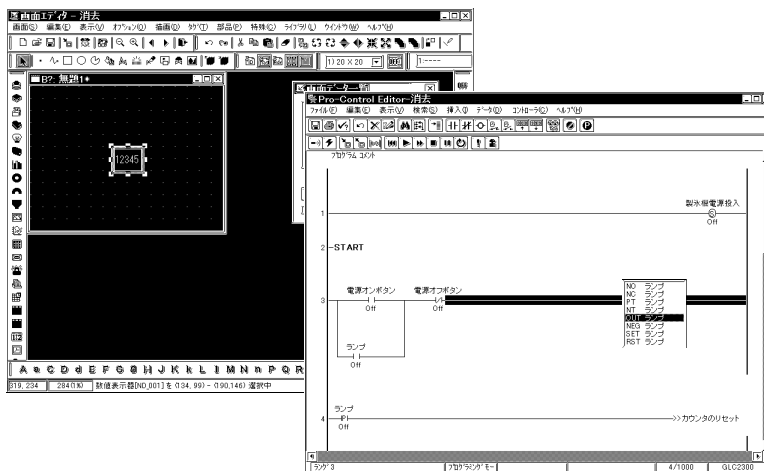 画面エディタ - 消去
画面(S) 編集(E) 表示(V) オプション(O) 描画(D) タグ(T) 部品(P) 特殊(C) ライブラリ(L) ウインドウ(W) ヘルプ(H)
1) 20 × 20
1:----
B?: 無題1*
12345
A a C D d E F G H J K k L l M N n P Q R
319, 234 284(1%) 数値表示器[ND_001]を (134, 99) - (190,146) 選択中
Pro-Control Editor-消去
ファイル(F) 編集(E) 表示(V) 検索(S) 挿入(I) データ(D) コントローラ(C) ヘルプ(H)
プログラム コメント
製氷機電源投入
1
Off
2 START
電源オンボタン 電源オフボタン
3
Off Off
NO ランプ
NC ランプ
PT ランプ
NT ランプ
OUT ランプ
NEG ランプ
SET ランプ
RST ランプ
ランプ
Off
ランプ
4 P >>カウンタのリセット
Off
ラング3 プログラミングモー 4/1000 GLC2300